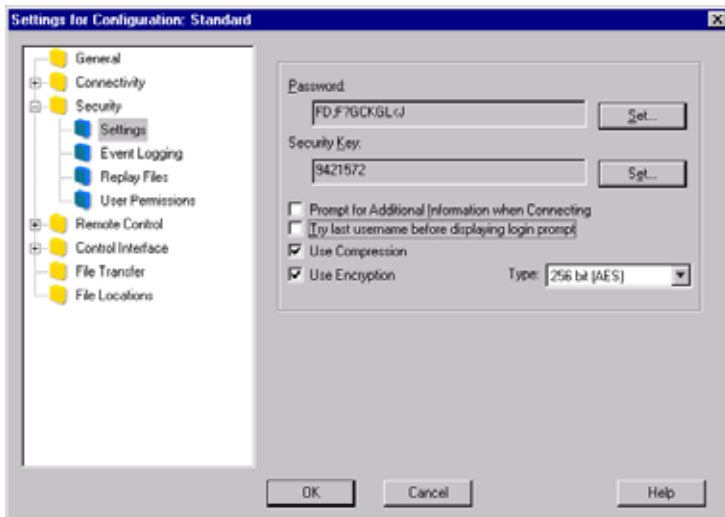 Settings for Configuration: Standard
General
Connectivity
Security
Settings
Event Logging
Replay Files
User Permissions
Remote Control
Control Interface
File Transfer
File Locations
Password:
Set...
Security Key:
9421572
Set...
Prompt for Additional Information when Connecting
Try last username before displaying login prompt
Use Compression
Use Encryption
Type: 256 bit [AES]
OK
Cancel
Help